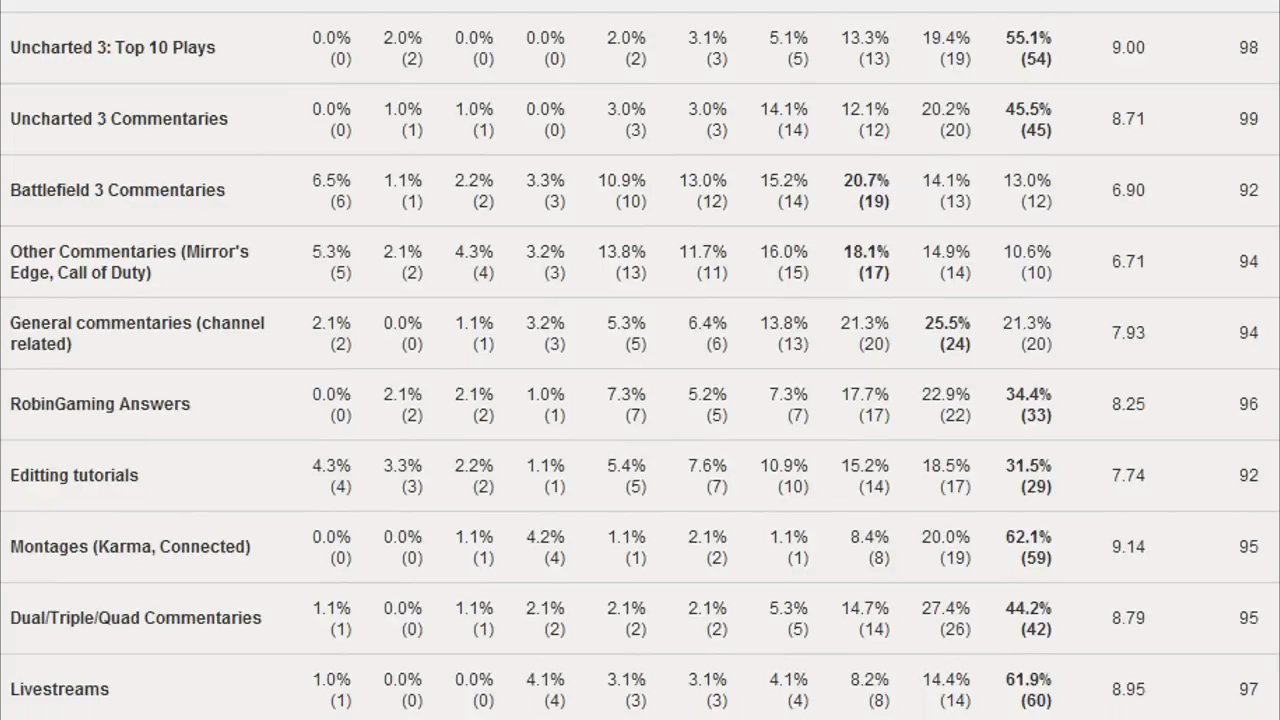 0.0% 2.0% 0.0% 0.0% 2.0% 3.1% 5.1% 13.3% 19.4% 55.1%
Uncharted 3: Top 10 Plays 9.00 98
(0) (2) (0) (0) (2) (3) (5) (13) (19) (54)
0.0% 1.0% 1.0% 0.0% 3.0% 3.0% 14.1% 12.1% 20.2% 45.5%
Uncharted 3 Commentaries 8.71 99
(0) (1) (1) (0) (3) (3) (14) (12) (20) (45)
6.5% 1.1% 2.2% 3.3% 10.9% 13.0% 15.2% 20.7% 14.1% 13.0%
Battlefield 3 Commentaries 6.90 92
(6) (1) (2) (3) (10) (12) (14) (19) (13) (12)
Other Commentaries (Mirror's 5.3% 2.1% 4.3% 3.2% 13.8% 11.7% 16.0% 18.1% 14.9% 10.6% 6.71 94
Edge, Call of Duty) (5) (2) (4) (3) (13) (11) (15) (17) (14) (10)
General commentaries (channel 2.1% 0.0% 1.1% 3.2% 5.3% 6.4% 13.8% 21.3% 25.5% 21.3% 7.93 94
related) (2) (0) (1) (3) (5) (6) (13) (20) (24) (20)
0.0% 2.1% 2.1% 1.0% 7.3% 5.2% 7.3% 17.7% 22.9% 34.4%
RobinGaming Answers 8.25 96
(0) (2) (2) (1) (7) (5) (7) (17) (22) (33)
4.3% 3.3% 2.2% 1.1% 5.4% 7.6% 10.9% 15.2% 18.5% 31.5%
Editting tutorials 7.74 92
(4) (3) (2) (1) (5) (7) (10) (14) (17) (29)
0.0% 0.0% 1.1% 4.2% 1.1% 2.1% 1.1% 8.4% 20.0% 62.1%
Montages (Karma, Connected) 9.14 95
(0) (0) (1) (4) (1) (2) (1) (8) (19) (59)
1.1% 0.0% 1.1% 2.1% 2.1% 2.1% 5.3% 14.7% 27.4% 44.2%
Dual/Triple/Quad Commentaries 8.79 95
(1) (0) (1) (2) (2) (2) (5) (14) (26) (42)
1.0% 0.0% 0.0% 4.1% 3.1% 3.1% 4.1% 8.2% 14.4% 61.9%
Livestreams 8.95 97
(1) (0) (0) (4) (3) (3) (4) (8) (14) (60)